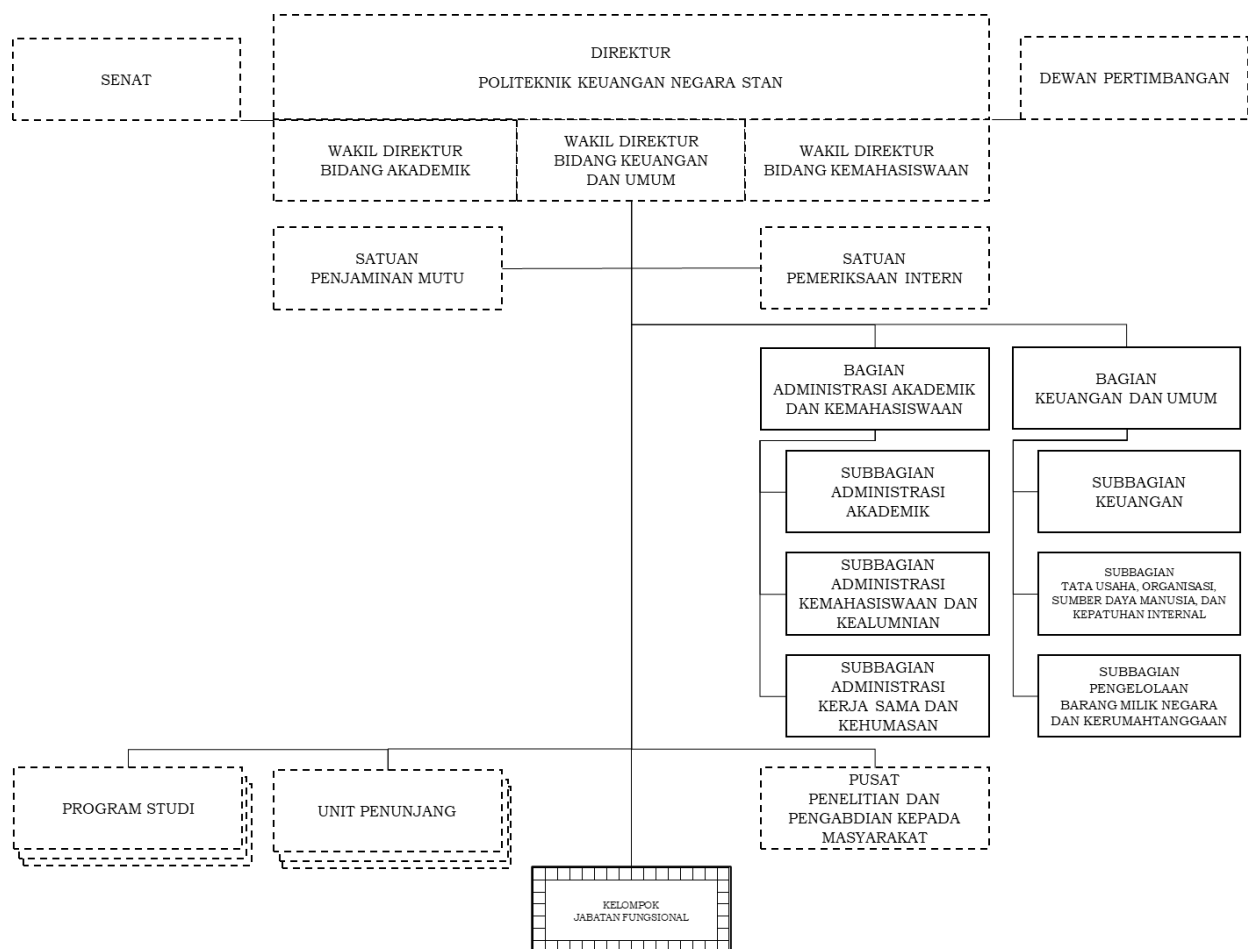 SENAT
DIREKTUR
POLITEKNIK KEUANGAN NEGARA STAN
DEWAN PERTIMBANGAN
WAKIL DIREKTUR
BIDANG AKADEMIK
WAKIL DIREKTUR
BIDANG KEUANGAN
DAN UMUM
WAKIL DIREKTUR
BIDANG KEMAHASISWAAN
SATUAN
PENJAMINAN MUTU
SATUAN
PEMERIKSAAN INTERN
BAGIAN
ADMINISTRASI AKADEMIK
DAN KEMAHASISWAAN
BAGIAN
KEUANGAN DAN UMUM
SUBBAGIAN
ADMINISTRASI
AKADEMIK
SUBBAGIAN
KEUANGAN
SUBBAGIAN
ADMINISTRASI
KEMAHASISWAAN DAN
KEALUMNIAN
SUBBAGIAN
TATA USAHA, ORGANISASI,
SUMBER DAYA MANUSIA, DAN
KEPATUHAN INTERNAL
SUBBAGIAN
ADMINISTRASI
KERJA SAMA DAN
KEHUMASAN
SUBBAGIAN
PENGELOLAAN
BARANG MILIK NEGARA
DAN KERUMAHTANGGAAN
PROGRAM STUDI
UNIT PENUNJANG
PUSAT
PENELITIAN DAN
PENGABDIAN KEPADA
MASYARAKAT
KELOMPOK
JABATAN FUNGSIONAL